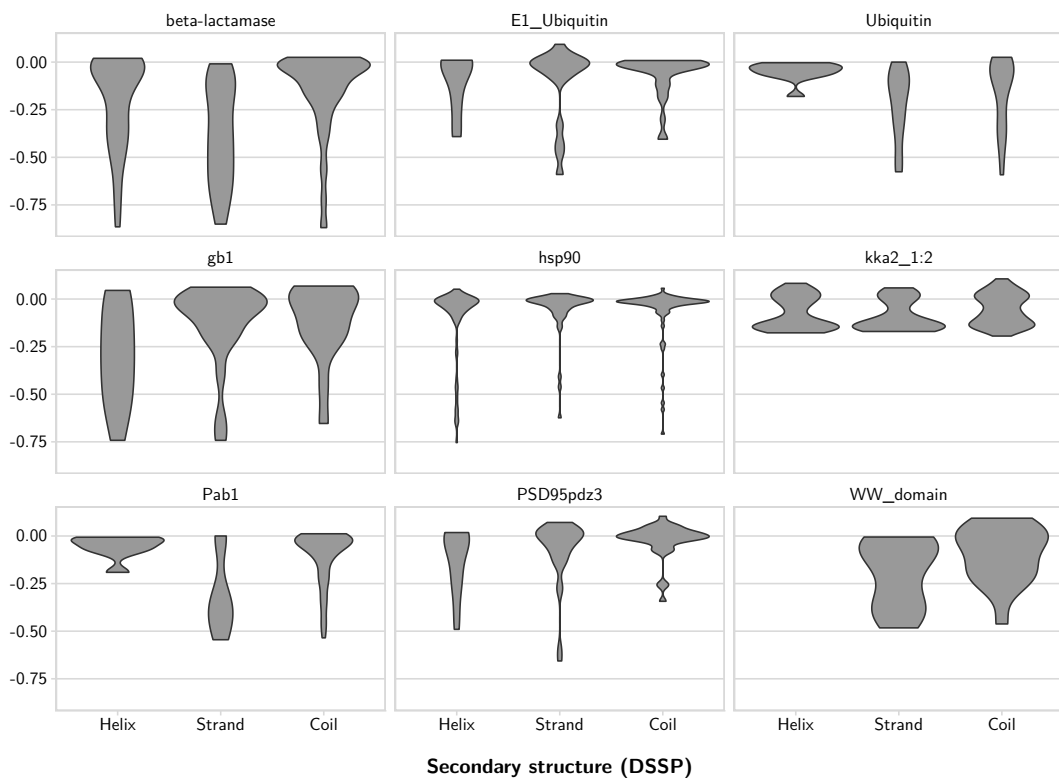 beta-lactamase E1_Ubiquitin Ubiquitin
0.00
-0.25
-0.50
-0.75
gb1 hsp90 kka2_1:2
0.00
-0.25
-0.50
-0.75
Pab1 PSD95pdz3 WW_domain
0.00
-0.25
-0.50
-0.75
Helix Strand Coil Helix Strand Coil Helix Strand Coil
Secondary structure (DSSP)